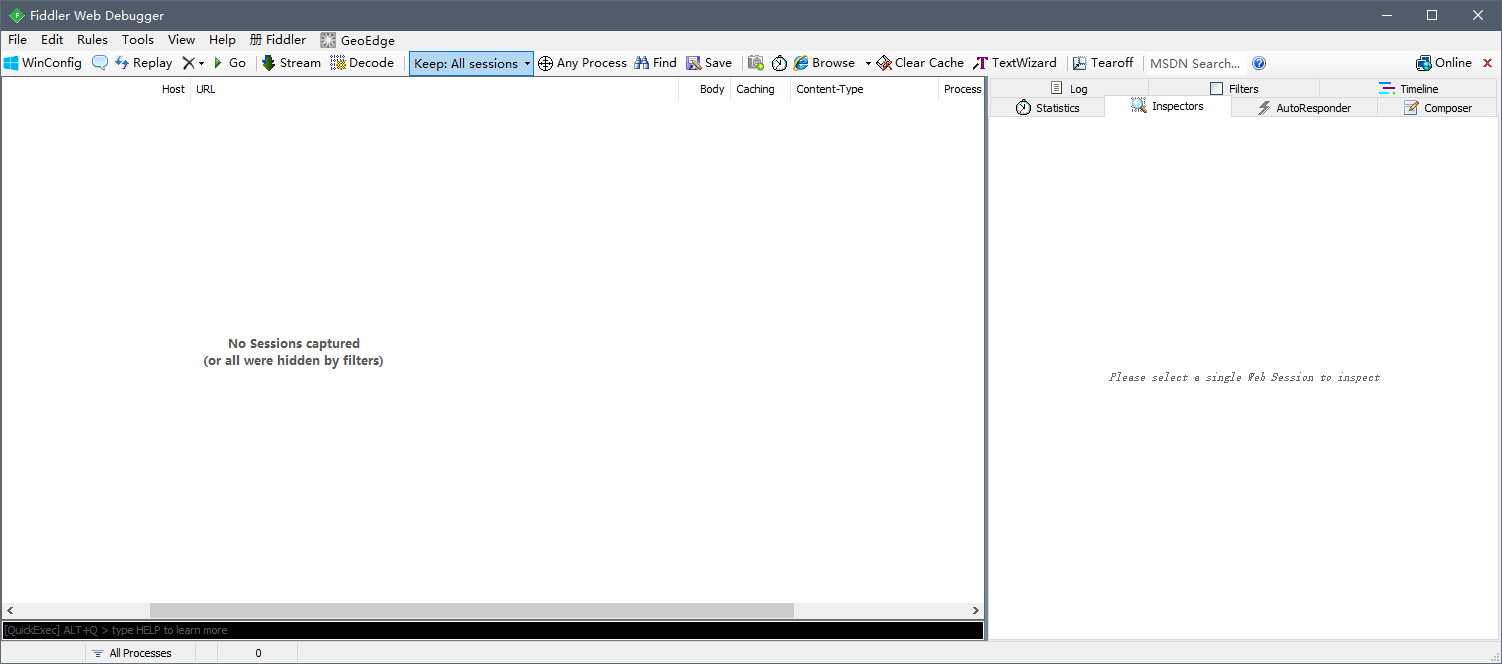 Fiddler Web Debugger
File Edit Rules Tools View Help 册 Fiddler GeoEdge
WinConfig Replay Go Stream Decode Keep: All sessions Any Process Find Save Browse Clear Cache TextWizard Tearoff MSDN Search... Online
Host URL Body Caching Content-Type Process
Log Filters Timeline
Statistics Inspectors AutoResponder Composer
No Sessions captured
(or all were hidden by filters)
Please select a single Web Session to inspect
[QuickExec] ALT+Q > type HELP to learn more
All Processes 0